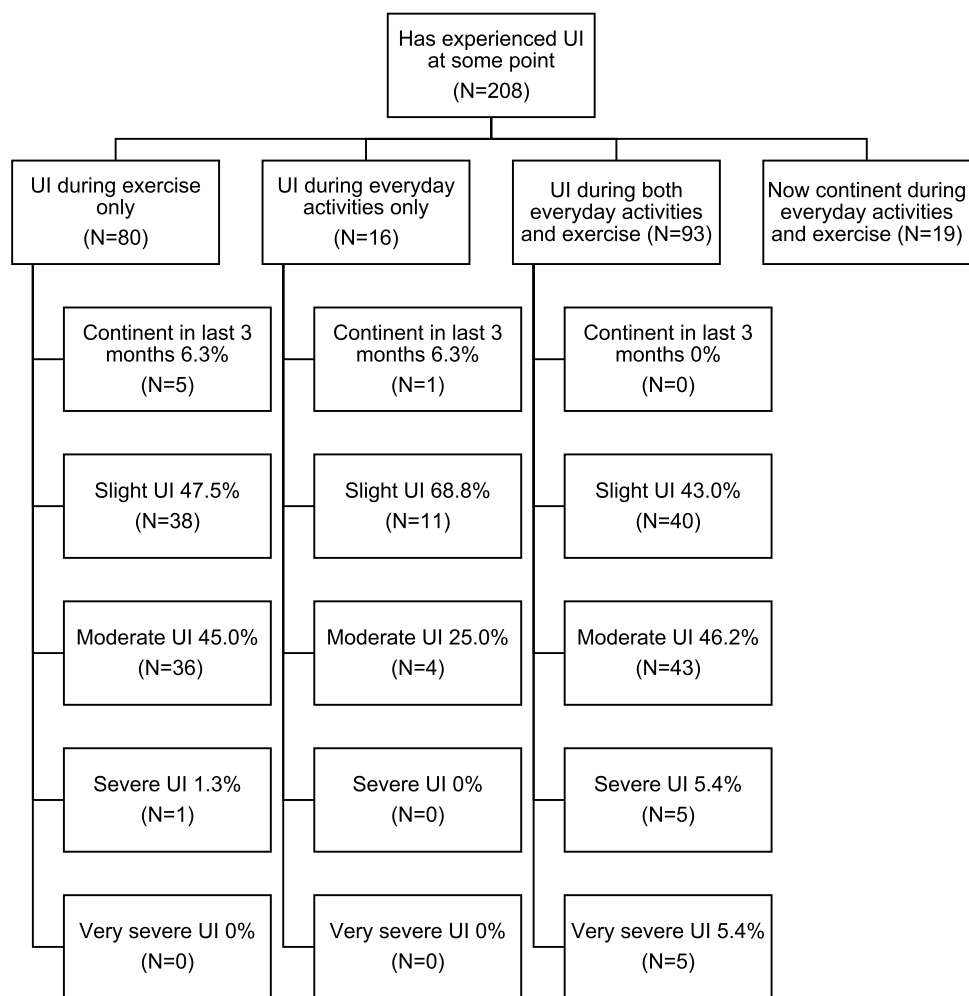 Has experienced UI
at some point
(N=208)
UI during exercise
only
(N=80)
UI during everyday
activities only
(N=16)
UI during both
everyday activities
and exercise (N=93)
Now continent during
everyday activities
and exercise (N=19)
Continent in last 3
months 6.3%
(N=5)
Continent in last 3
months 6.3%
(N=1)
Continent in last 3
months 0%
(N=0)
Slight UI 47.5%
(N=38)
Slight UI 68.8%
(N=11)
Slight UI 43.0%
(N=40)
Moderate UI 45.0%
(N=36)
Moderate UI 25.0%
(N=4)
Moderate UI 46.2%
(N=43)
Severe UI 1.3%
(N=1)
Severe UI 0%
(N=0)
Severe UI 5.4%
(N=5)
Very severe UI 0%
(N=0)
Very severe UI 0%
(N=0)
Very severe UI 5.4%
(N=5)